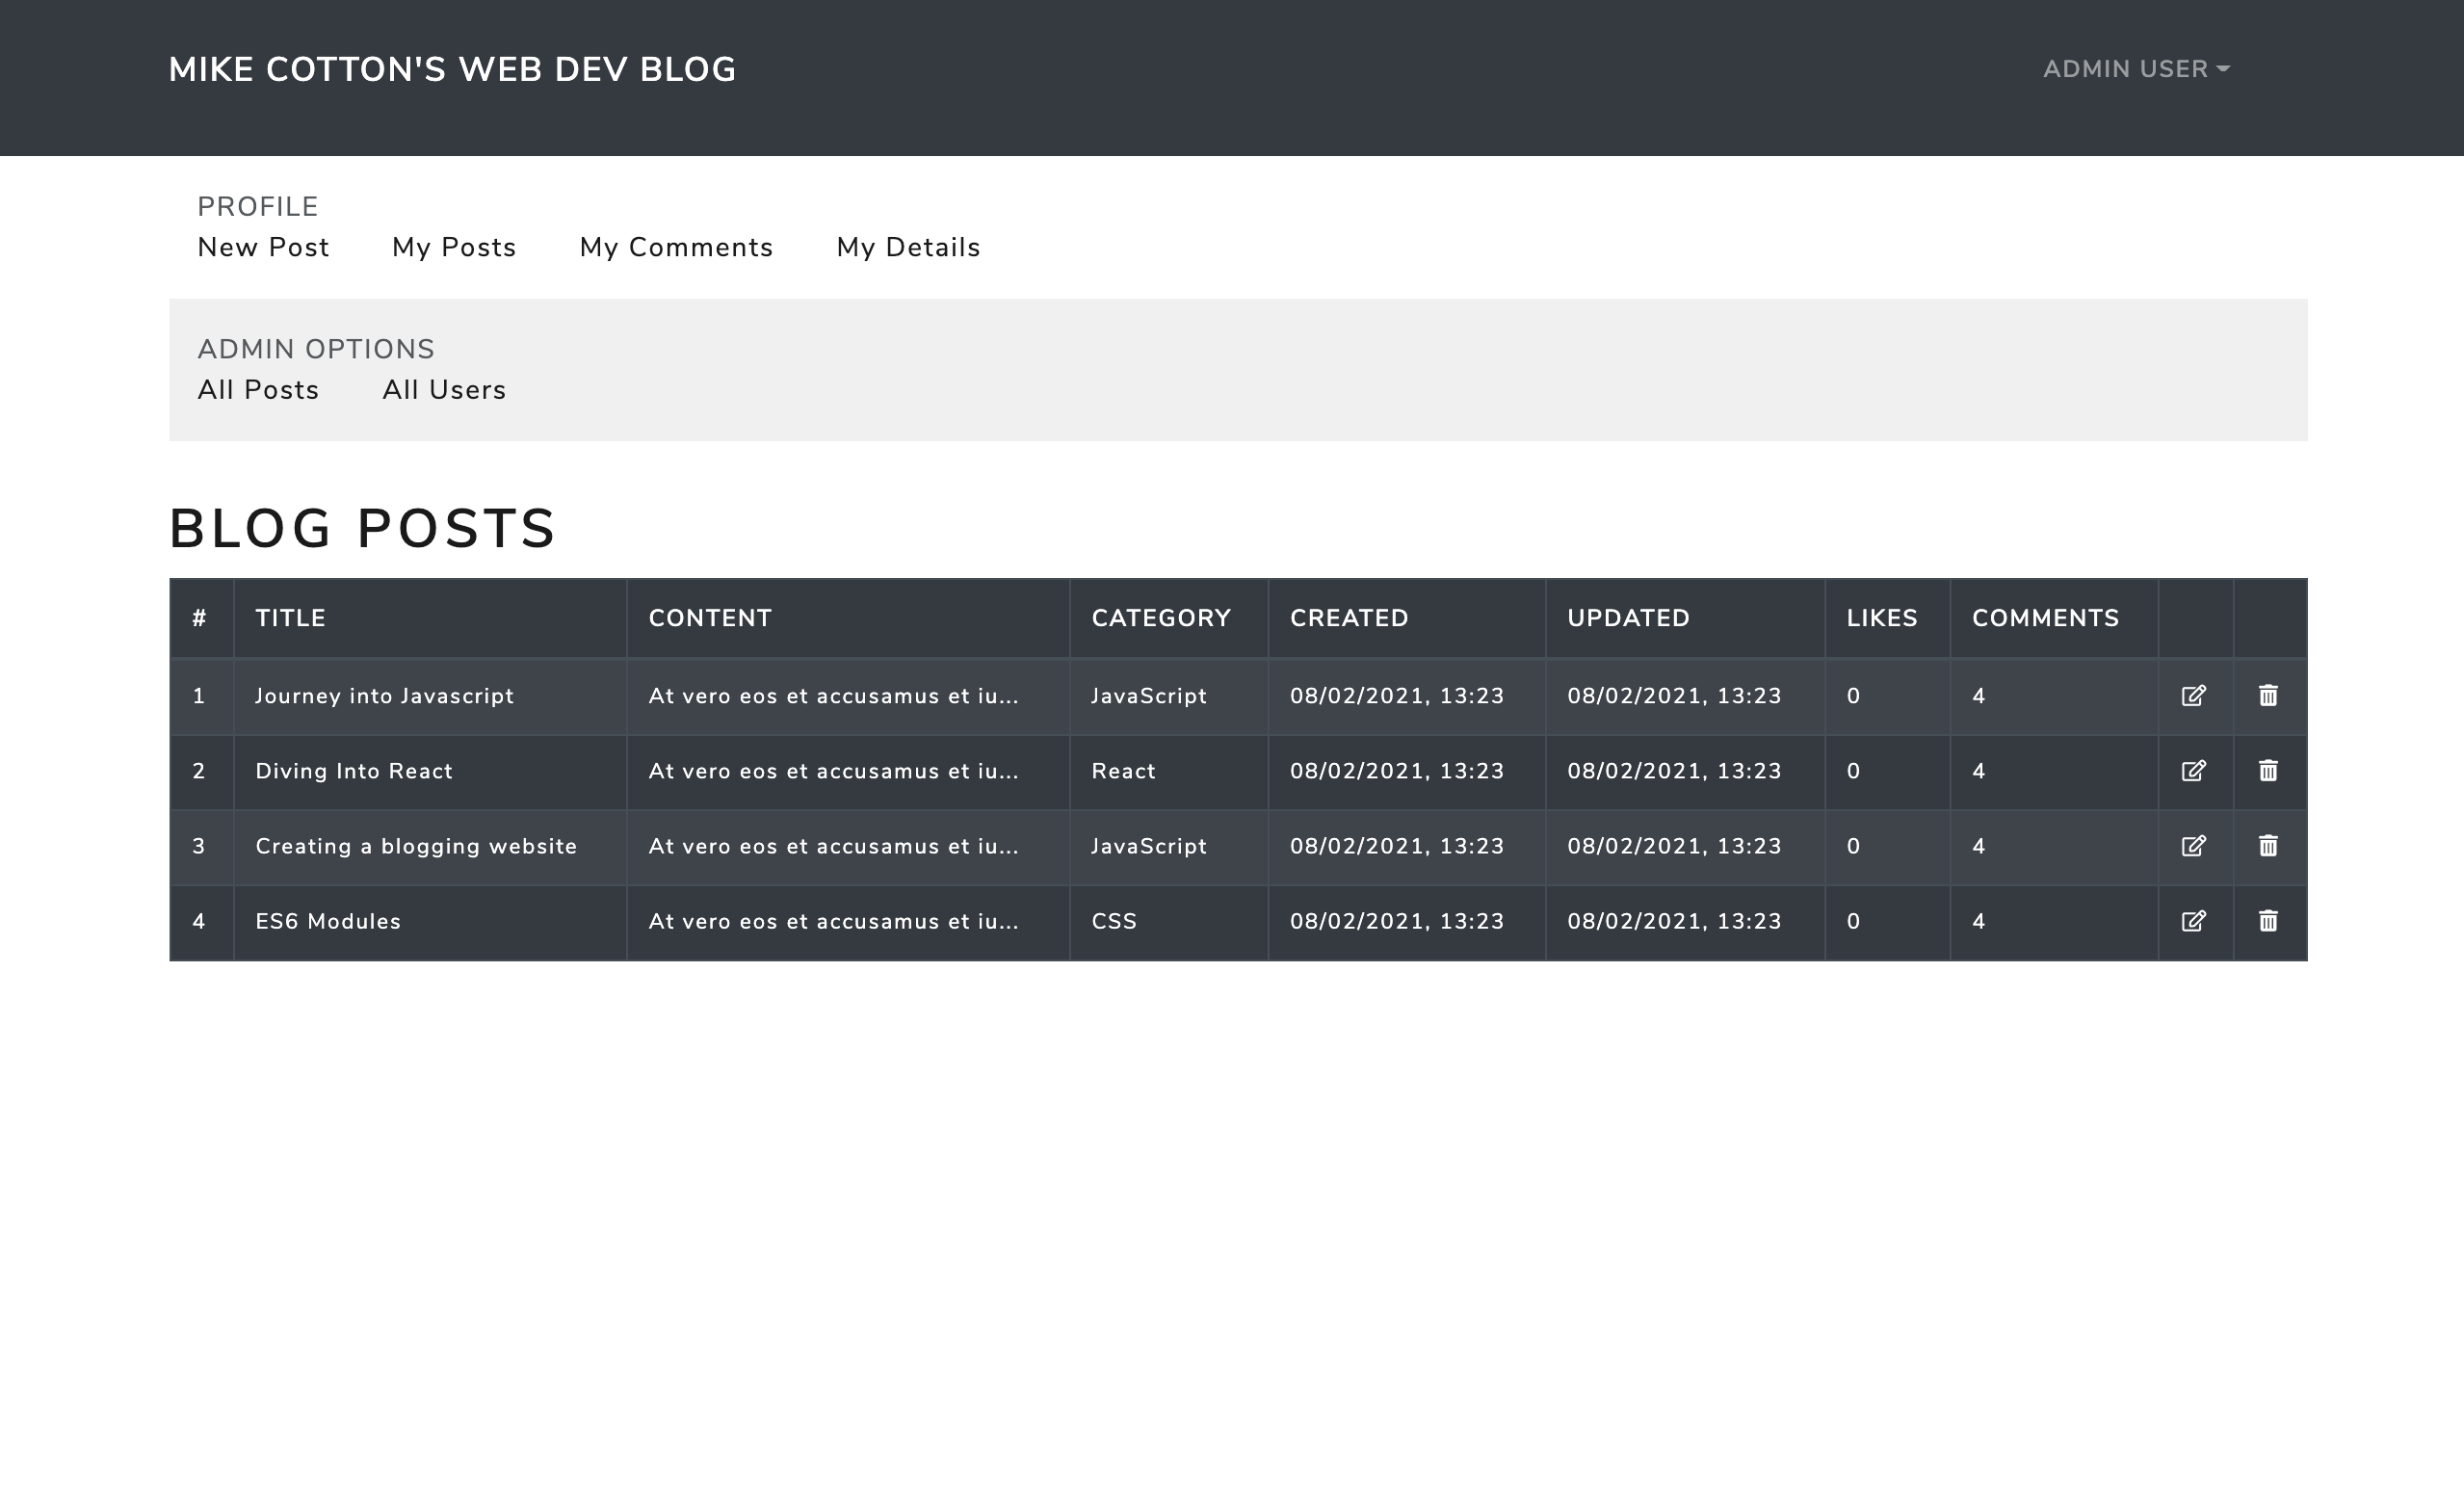 MIKE COTTON'S WEB DEV BLOG ADMIN USER
PROFILE
New Post My Posts My Comments My Details
ADMIN OPTIONS
All Posts All Users
BLOG POSTS
# TITLE CONTENT CATEGORY CREATED UPDATED LIKES COMMENTS
1 Journey into Javascript At vero eos et accusamus et iu... JavaScript 08/02/2021, 13:23 08/02/2021, 13:23 0 4
2 Diving Into React At vero eos et accusamus et iu... React 08/02/2021, 13:23 08/02/2021, 13:23 0 4
3 Creating a blogging website At vero eos et accusamus et iu... JavaScript 08/02/2021, 13:23 08/02/2021, 13:23 0 4
4 ES6 Modules At vero eos et accusamus et iu... CSS 08/02/2021, 13:23 08/02/2021, 13:23 0 4